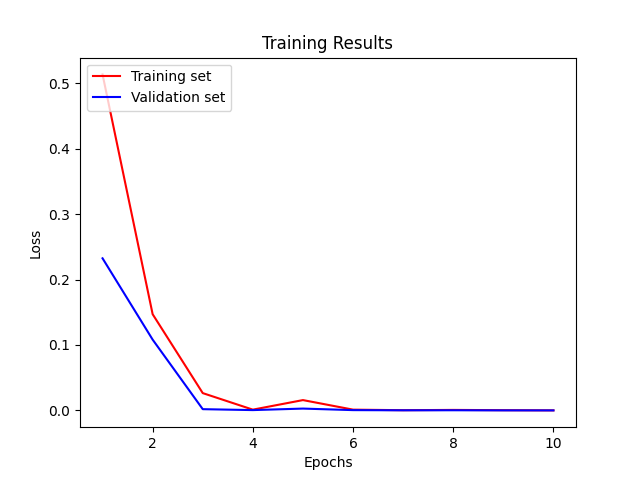 Training Results
Training set
Validation set
0.5
0.4
0.3
0.2
0.1
0.0
Loss
2 4 6 8 10
Epochs